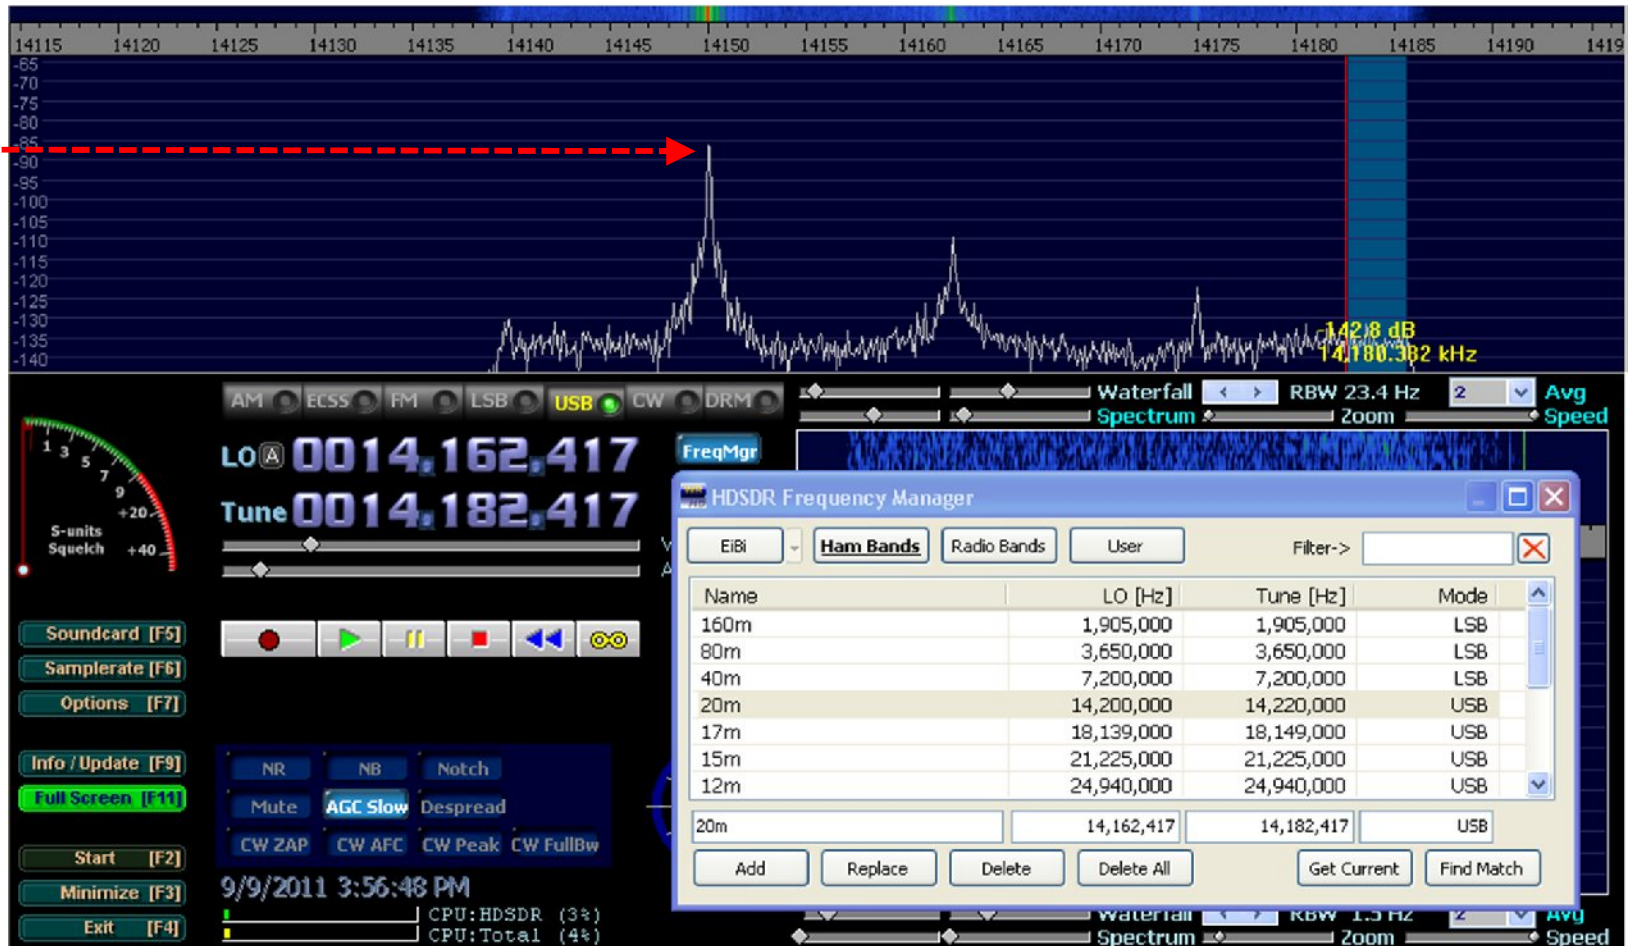 14115 14120 14125 14130 14135 14140 14145 14150 14155 14160 14165 14170 14175 14180 14185 14190 1419
-65
-70
-75
-80
-85
-90
-95
-100
-105
-110
-115
-120
-125
-130
-135
-140
-142.8 dB
14,180.382 kHz
AM ECSS FM LSB USB CW DRM
Waterfall < > RBW 23.4 Hz 2 Avg
Spectrum Zoom Speed
LO A 0014.162.417
FreqMgr
Tune 0014.182.417
1 3 5 7 9 +20 +40
S-units
Squelch
V
A
HDSDR Frequency Manager
EiBi Ham Bands Radio Bands User Filter->
Name LO [Hz] Tune [Hz] Mode
160m 1,905,000 1,905,000 LSB
80m 3,650,000 3,650,000 LSB
40m 7,200,000 7,200,000 LSB
20m 14,200,000 14,220,000 USB
17m 18,139,000 18,149,000 USB
15m 21,225,000 21,225,000 USB
12m 24,940,000 24,940,000 USB
20m 14,162,417 14,182,417 USB
Add Replace Delete Delete All Get Current Find Match
Soundcard [F5]
Samplerate [F6]
Options [F7]
Info / Update [F9]
Full Screen [F11]
Start [F2]
Minimize [F3]
Exit [F4]
NR NB Notch
Mute AGC Slow Despread
CW ZAP CW AFC CW Peak CW FullBw
9/9/2011 3:56:48 PM
CPU:HDSDR (3%)
CPU:Total (4%)
Waterfall < > RBW 1.5 Hz 2 Avg
Spectrum Zoom Speed